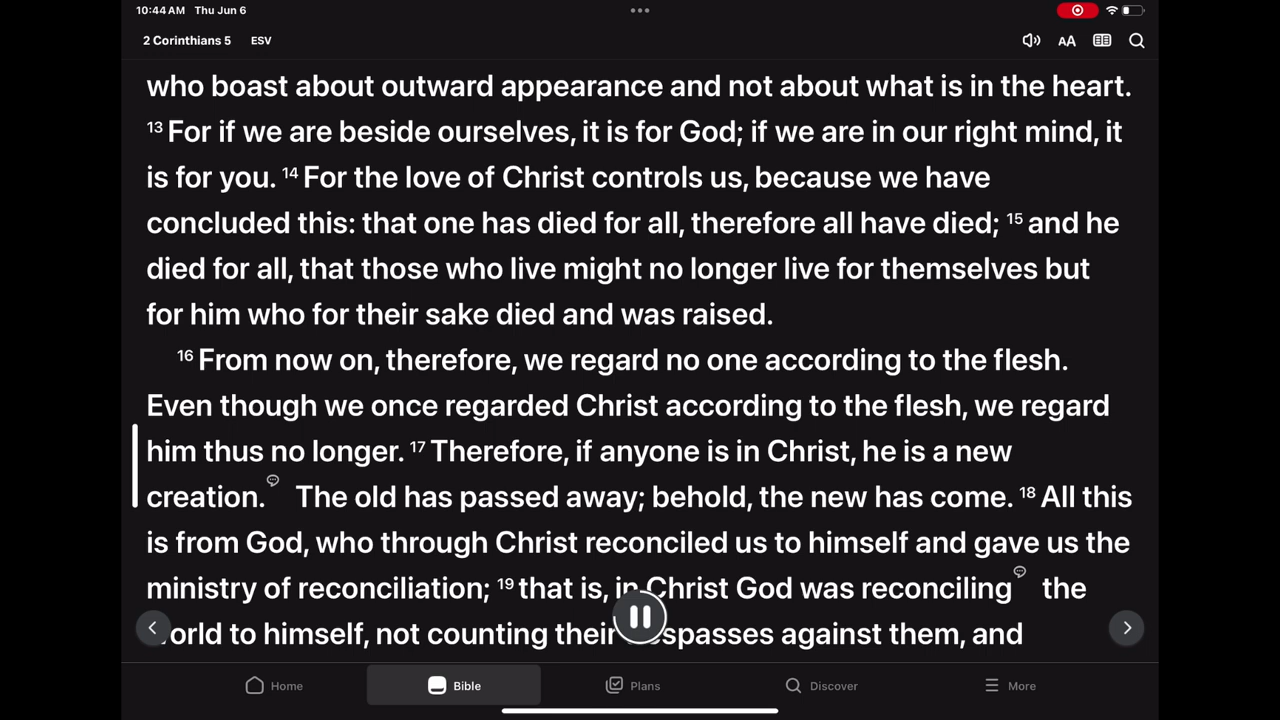 10:44 AM Thu Jun 6
2 Corinthians 5 ESV
AA
who boast about outward appearance and not about what is in the heart.
13 For if we are beside ourselves, it is for God; if we are in our right mind, it
is for you. 14 For the love of Christ controls us, because we have
concluded this: that one has died for all, therefore all have died; 15 and he
died for all, that those who live might no longer live for themselves but
for him who for their sake died and was raised.
16 From now on, therefore, we regard no one according to the flesh.
Even though we once regarded Christ according to the flesh, we regard
him thus no longer. 17 Therefore, if anyone is in Christ, he is a new
creation. The old has passed away; behold, the new has come. 18 All this
is from God, who through Christ reconciled us to himself and gave us the
ministry of reconciliation; 19 that is, in Christ God was reconciling the
to himself, not counting their against them, and
Home Bible Plans Discover More